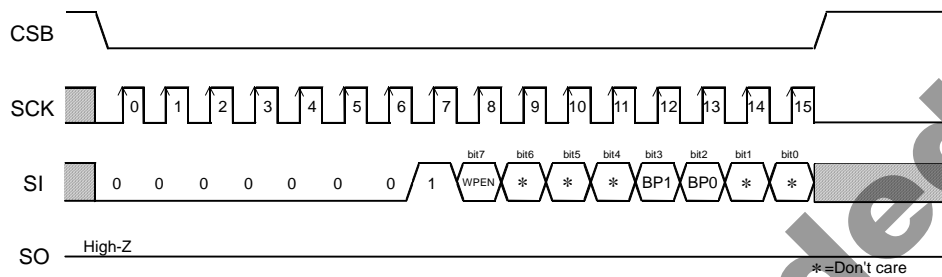 CSB
SCK 0 1 2 3 4 5 6 7 8 9 10 11 12 13 14 15
bit7 bit6 bit5 bit4 bit3 bit2 bit1 bit0
SI 0 0 0 0 0 0 0 1 WPEN * * * BP1 BP0 * *
High-Z
SO
*=Don't care